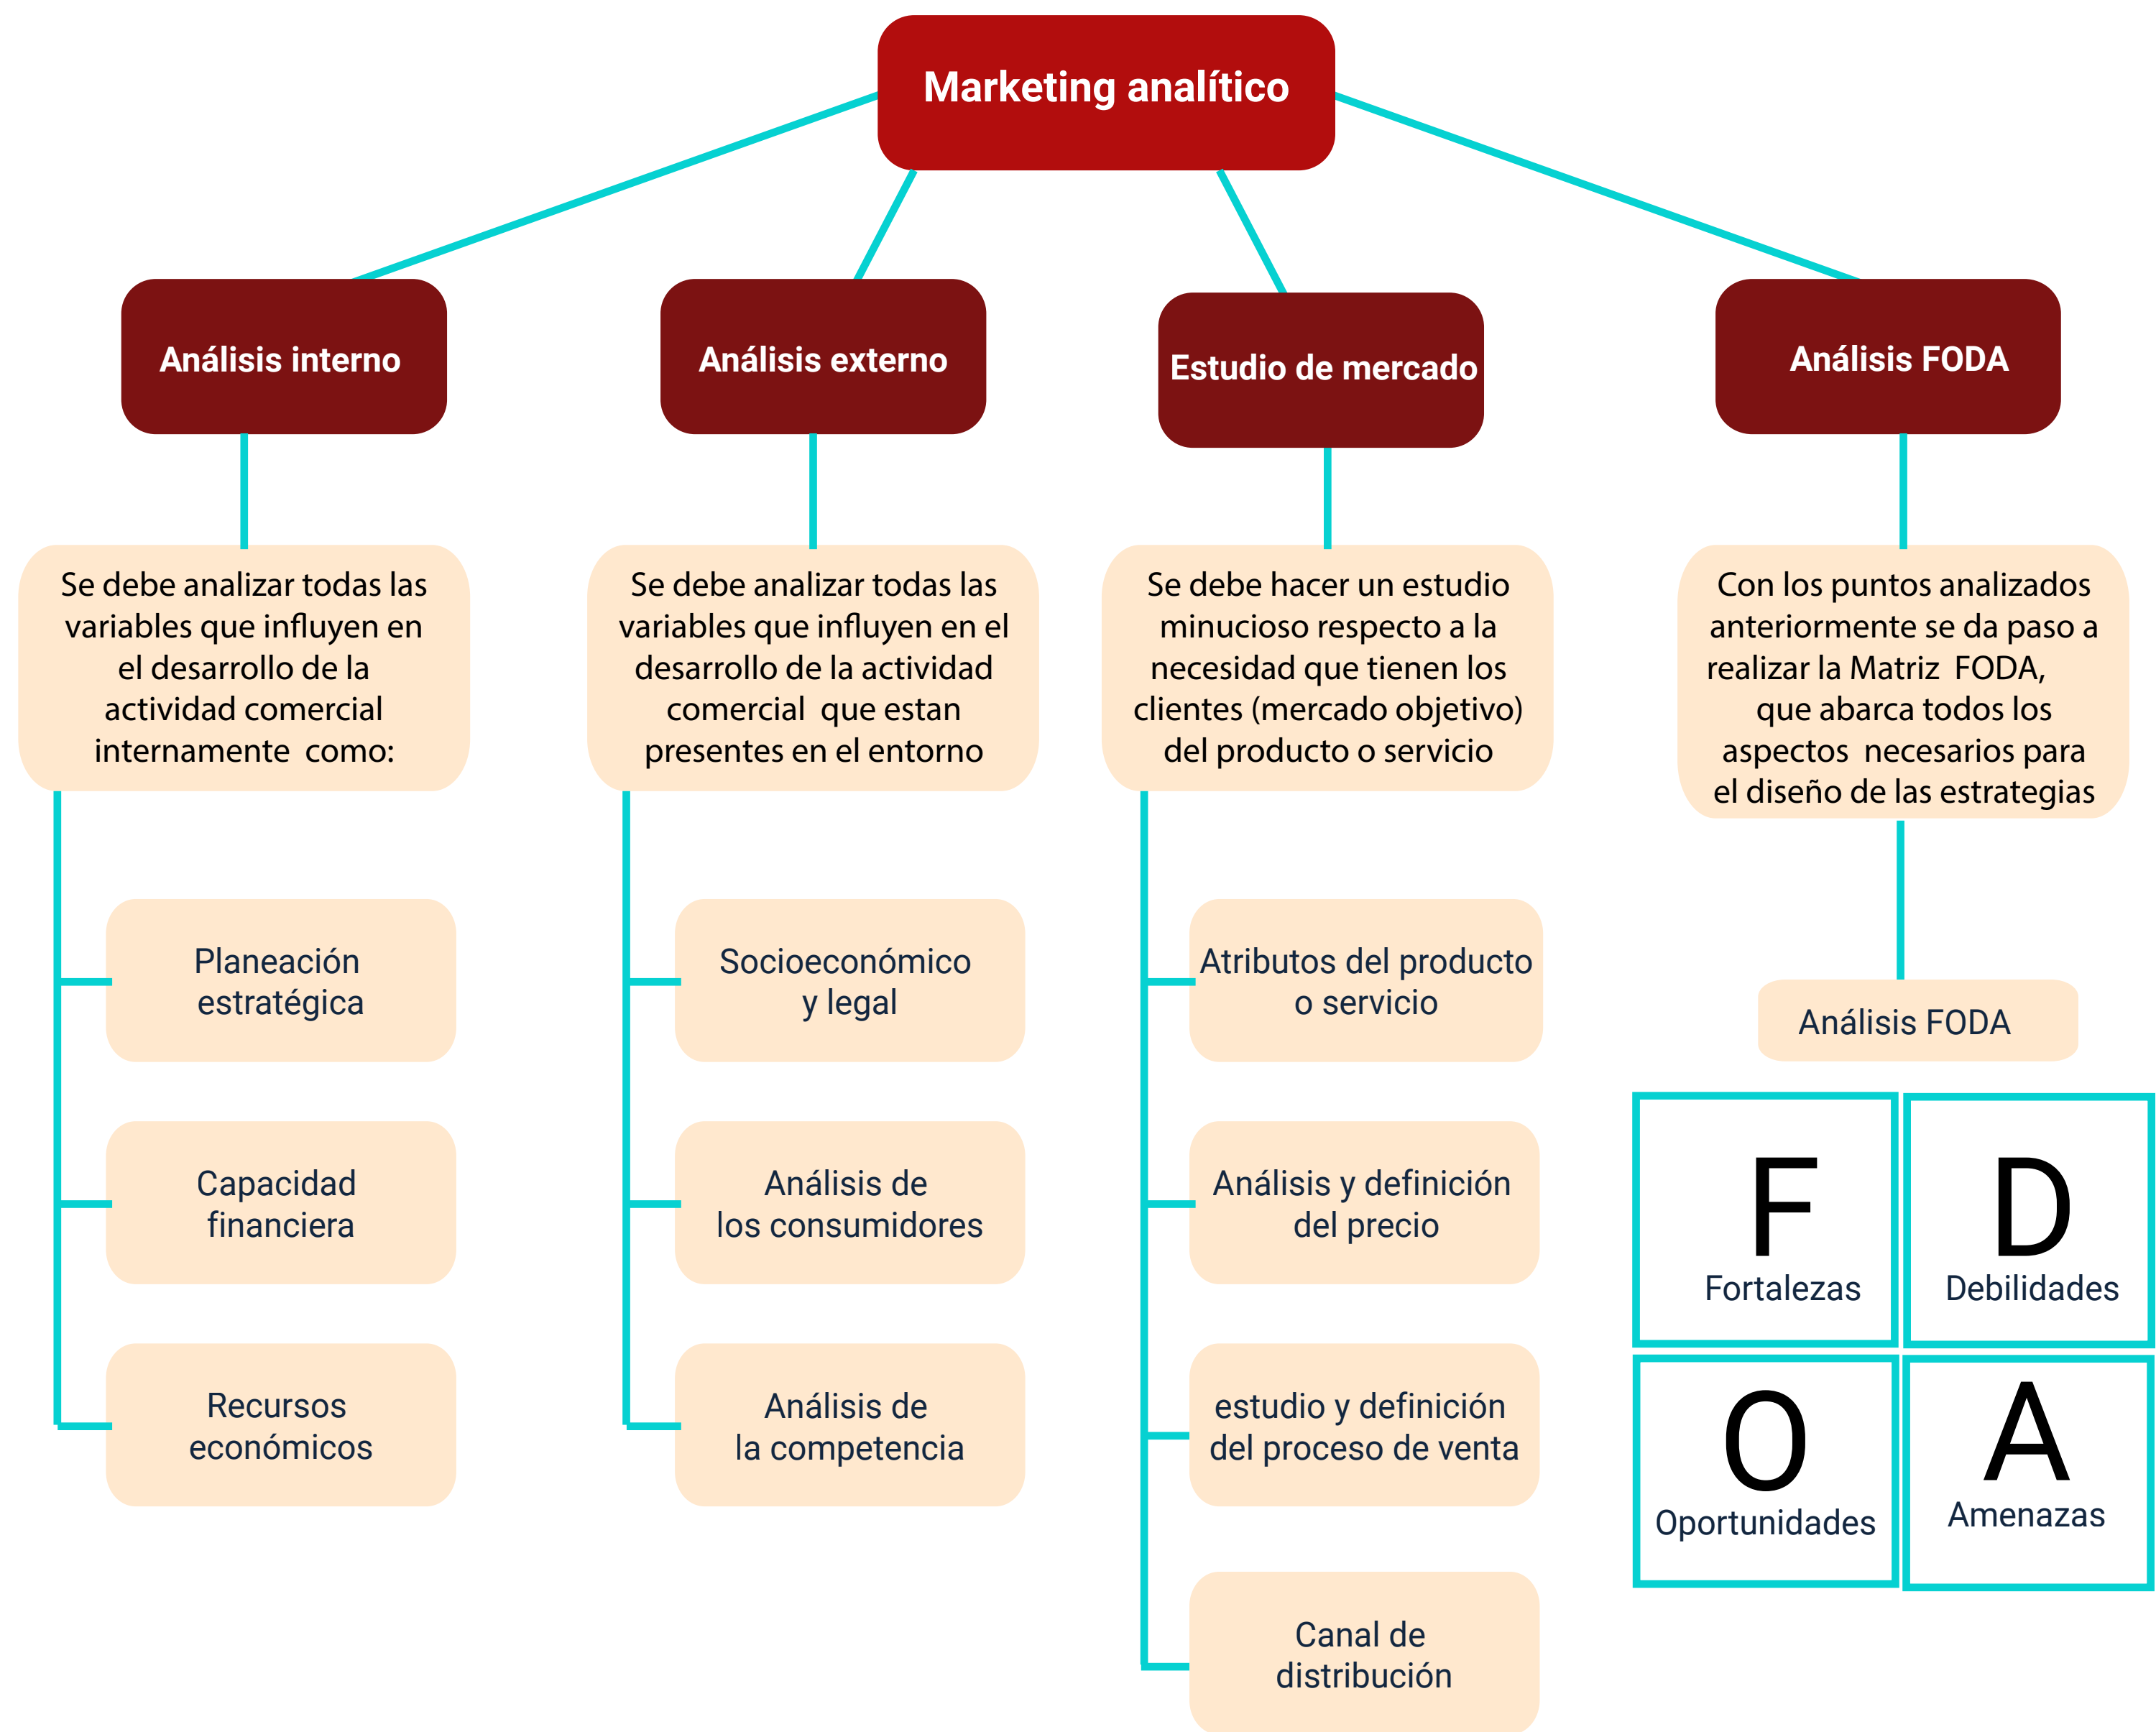 Marketing analítico
Análisis interno
Se debe analizar todas las
variables que influyen en
el desarrollo de la
actividad comercial
internamente como:
Planeación
estratégica
Capacidad
financiera
Recursos
económicos
Análisis externo
Se debe analizar todas las
variables que influyen en el
desarrollo de la actividad
comercial que estan
presentes en el entorno
Socioeconómico
y legal
Análisis de
los consumidores
Análisis de
la competencia
Estudio de mercado
Se debe hacer un estudio
minucioso respecto a la
necesidad que tienen los
clientes (mercado objetivo)
del producto o servicio
Atributos del producto
o servicio
Análisis y definición
del precio
estudio y definición
del proceso de venta
Canal de
distribución
Análisis FODA
Con los puntos analizados
anteriormente se da paso a
realizar la Matriz FODA,
que abarca todos los
aspectos necesarios para
el diseño de las estrategias
Análisis FODA
F
Fortalezas
D
Debilidades
O
Oportunidades
A
Amenazas